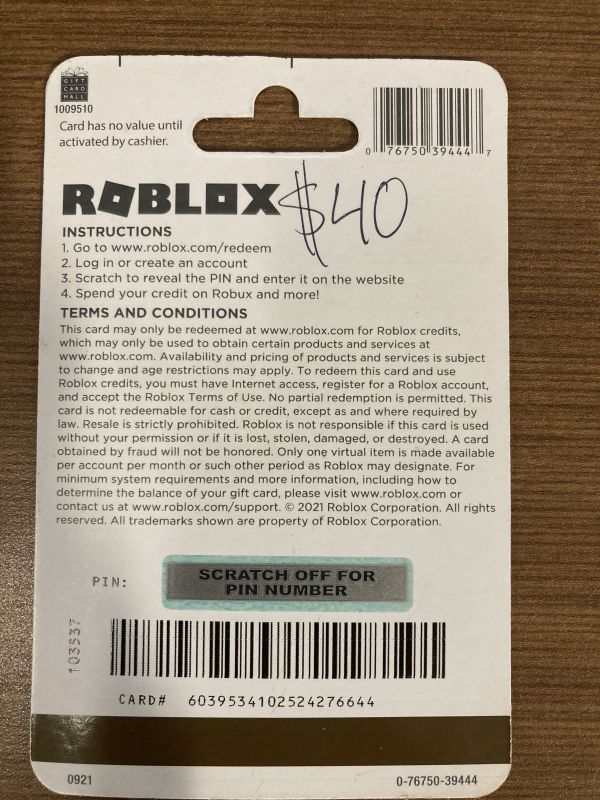 GIFT
CARD
MALL
1009510
Card has no value until
activated by cashier.
0 76750 39444 7
ROBLOX $40
INSTRUCTIONS
1. Go to www.roblox.com/redeem
2. Log in or create an account
3. Scratch to reveal the PIN and enter it on the website
4. Spend your credit on Robux and more!
TERMS AND CONDITIONS
This card may only be redeemed at www.roblox.com for Roblox credits,
which may only be used to obtain certain products and services at
www.roblox.com. Availability and pricing of products and services is subject
to change and age restrictions may apply. To redeem this card and use
Roblox credits, you must have Internet access, register for a Roblox account,
and accept the Roblox Terms of Use. No partial redemption is permitted. This
card is not redeemable for cash or credit, except as and where required by
law. Resale is strictly prohibited. Roblox is not responsible if this card is used
without your permission or if it is lost, stolen, damaged, or destroyed. A card
obtained by fraud will not be honored. Only one virtual item is made available
per account per month or such other period as Roblox may designate. For
minimum system requirements and more information, including how to
determine the balance of your gift card, please visit www.roblox.com or
contact us at www.roblox.com/support. © 2021 Roblox Corporation. All rights
reserved. All trademarks shown are property of Roblox Corporation.
PIN:
SCRATCH OFF FOR
PIN NUMBER
103537
CARD# 6039534102524276644
0921
0-76750-39444